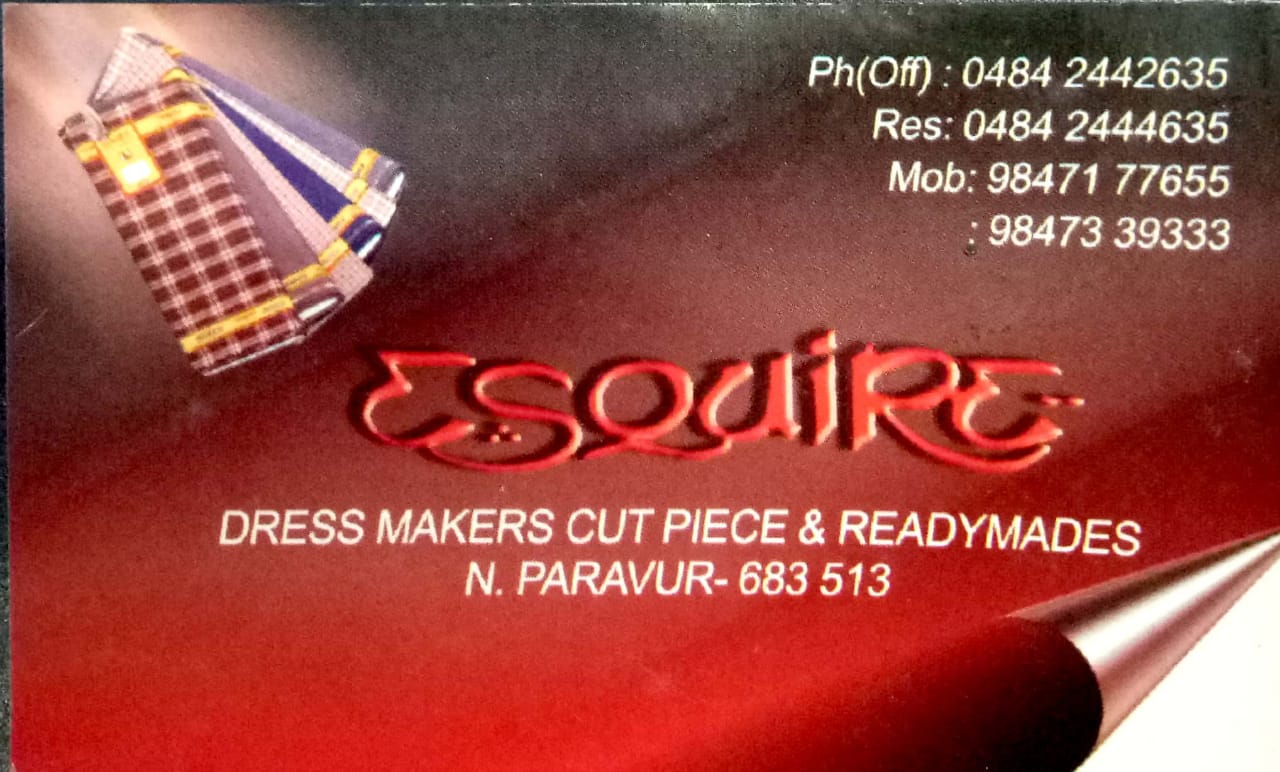 Ph(Off) : 0484 2442635
Res: 0484 2444635
Mob: 98471 77655
: 98473 39333
ESQUiRE
DRESS MAKERS CUT PIECE & READYMADES
N. PARAVUR- 683 513